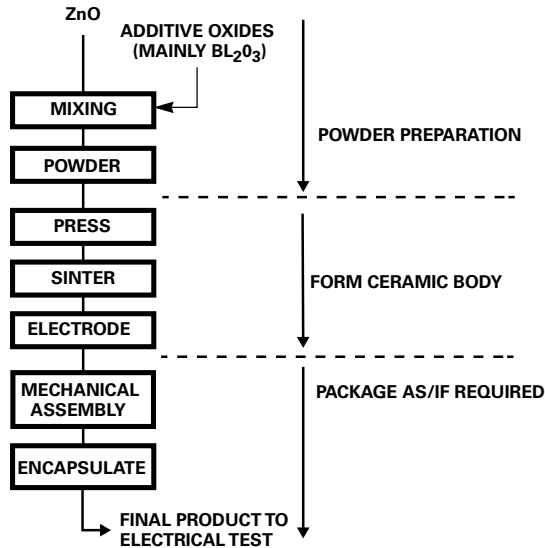 ZnO
ADDITIVE OXIDES
(MAINLY BL₂0₃)
MIXING
POWDER PREPARATION
POWDER
PRESS
SINTER
FORM CERAMIC BODY
ELECTRODE
MECHANICAL
ASSEMBLY
PACKAGE AS/IF REQUIRED
ENCAPSULATE
FINAL PRODUCT TO
ELECTRICAL TEST